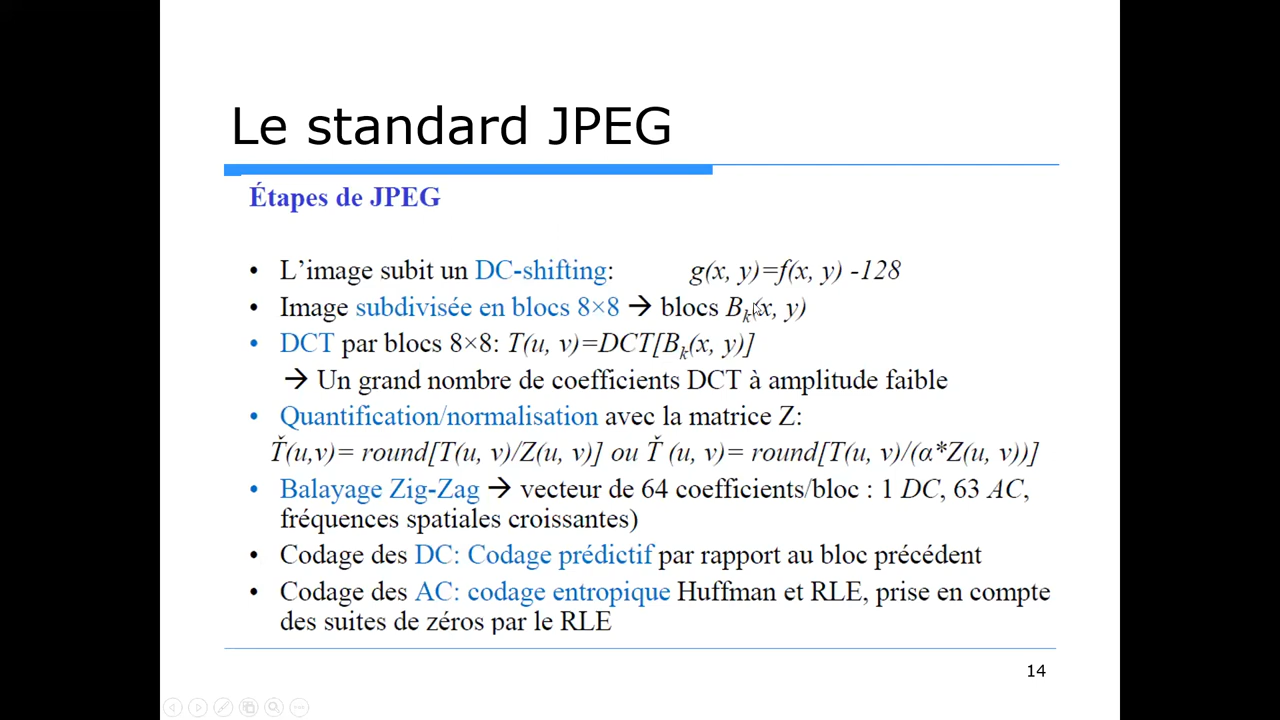 Le standard JPEG
Étapes de JPEG
• L'image subit un DC-shifting: g(x, y)=f(x, y) -128
• Image subdivisée en blocs 8×8 → blocs Bk(x, y)
• DCT par blocs 8×8: T(u, v)=DCT[Bk(x, y)]
→ Un grand nombre de coefficients DCT à amplitude faible
• Quantification/normalisation avec la matrice Z:
Ť(u,v)= round[T(u, v)/Z(u, v)] ou Ť (u, v)= round[T(u, v)/(α*Z(u, v))]
• Balayage Zig-Zag → vecteur de 64 coefficients/bloc : 1 DC, 63 AC,
fréquences spatiales croissantes)
• Codage des DC: Codage prédictif par rapport au bloc précédent
• Codage des AC: codage entropique Huffman et RLE, prise en compte
des suites de zéros par le RLE
14